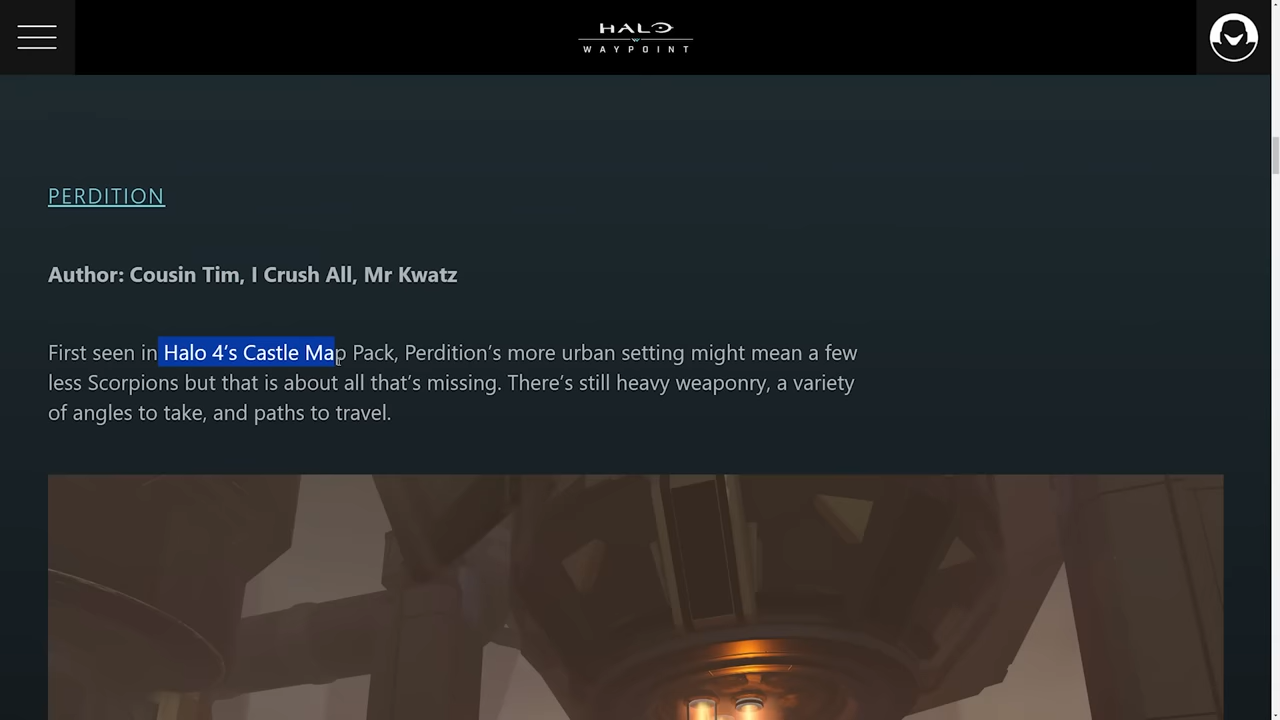 HALO
WAYPOINT
PERDITION
Author: Cousin Tim, I Crush All, Mr Kwatz
First seen in Halo 4’s Castle Map Pack, Perdition’s more urban setting might mean a few
less Scorpions but that is about all that’s missing. There’s still heavy weaponry, a variety
of angles to take, and paths to travel.